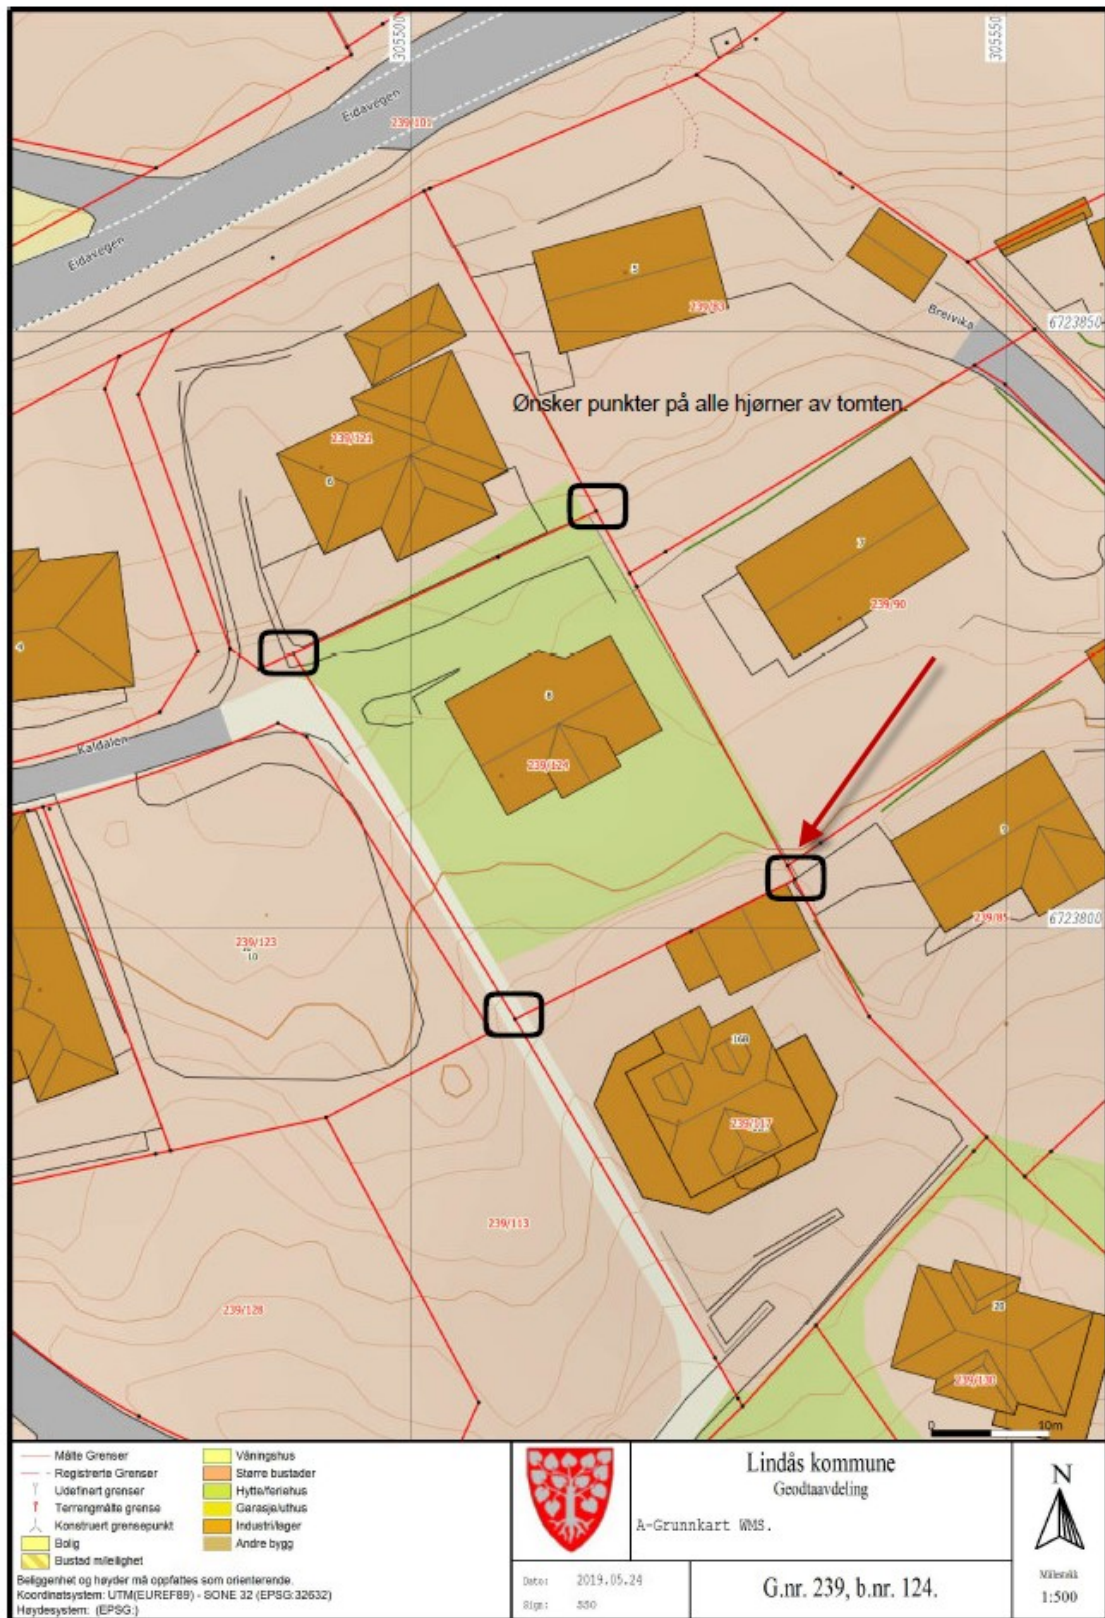 305500
305550
Eidavegen
239/101
Eidavegen
5
239/83
Breivika
6723850
Ønsker punkter på alle hjørner av tomten.
239/121
6
7
239/90
4
8
Kaldalen
239/124
9
239/85
6723800
239/123
10
16B
239/117
239/113
239/128
20
239/130
0 10m
Målte Grenser
Registrerte Grenser
Udefinert grenser
Terrengmålte grense
Konstruert grensepunkt
Bolig
Bustad m/leilighet
Våningshus
Større bustader
Hytte/feriehus
Garasje/uthus
Industri/lager
Andre bygg
Beliggenhet og høyder må oppfattes som orienterende.
Koordinatsystem: UTM(EUREF89) - SONE 32 (EPSG:32632)
Høydesystem: (EPSG:)
Lindås kommune
Geodtaavdeling
A-Grunnkart WMS.
Dato: 2019.05.24
Sign: SSO
G.nr. 239, b.nr. 124.
N
Målestokk
1:500